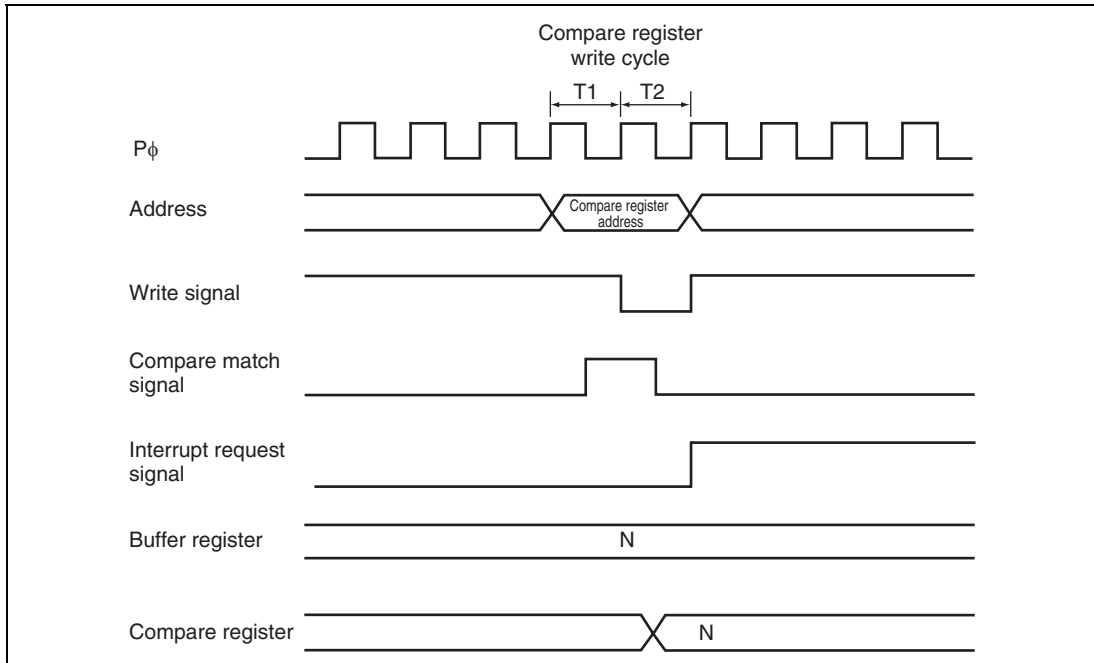 Compare register
write cycle
T1 T2
Pϕ
Address
Compare register
address
Write signal
Compare match
signal
Interrupt request
signal
Buffer register
N
Compare register
N